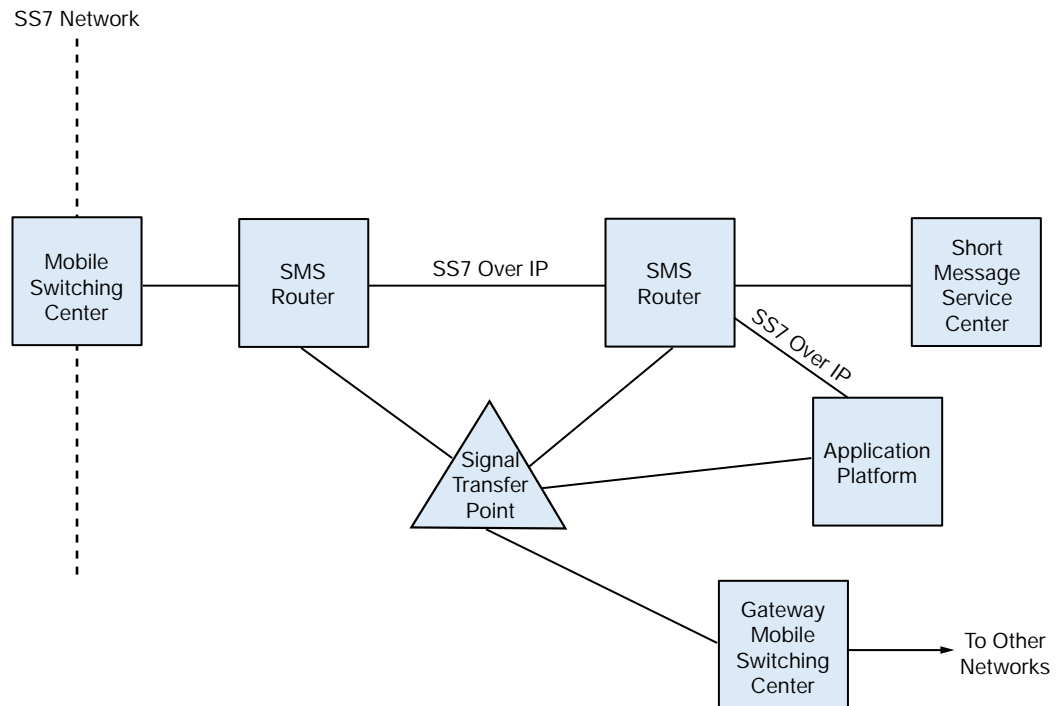 SS7 Network
Mobile
Switching
Center
SMS
Router
SS7 Over IP
SMS
Router
Short
Message
Service
Center
SS7 Over IP
Signal
Transfer
Point
Application
Platform
Gateway
Mobile
Switching
Center
To Other
Networks